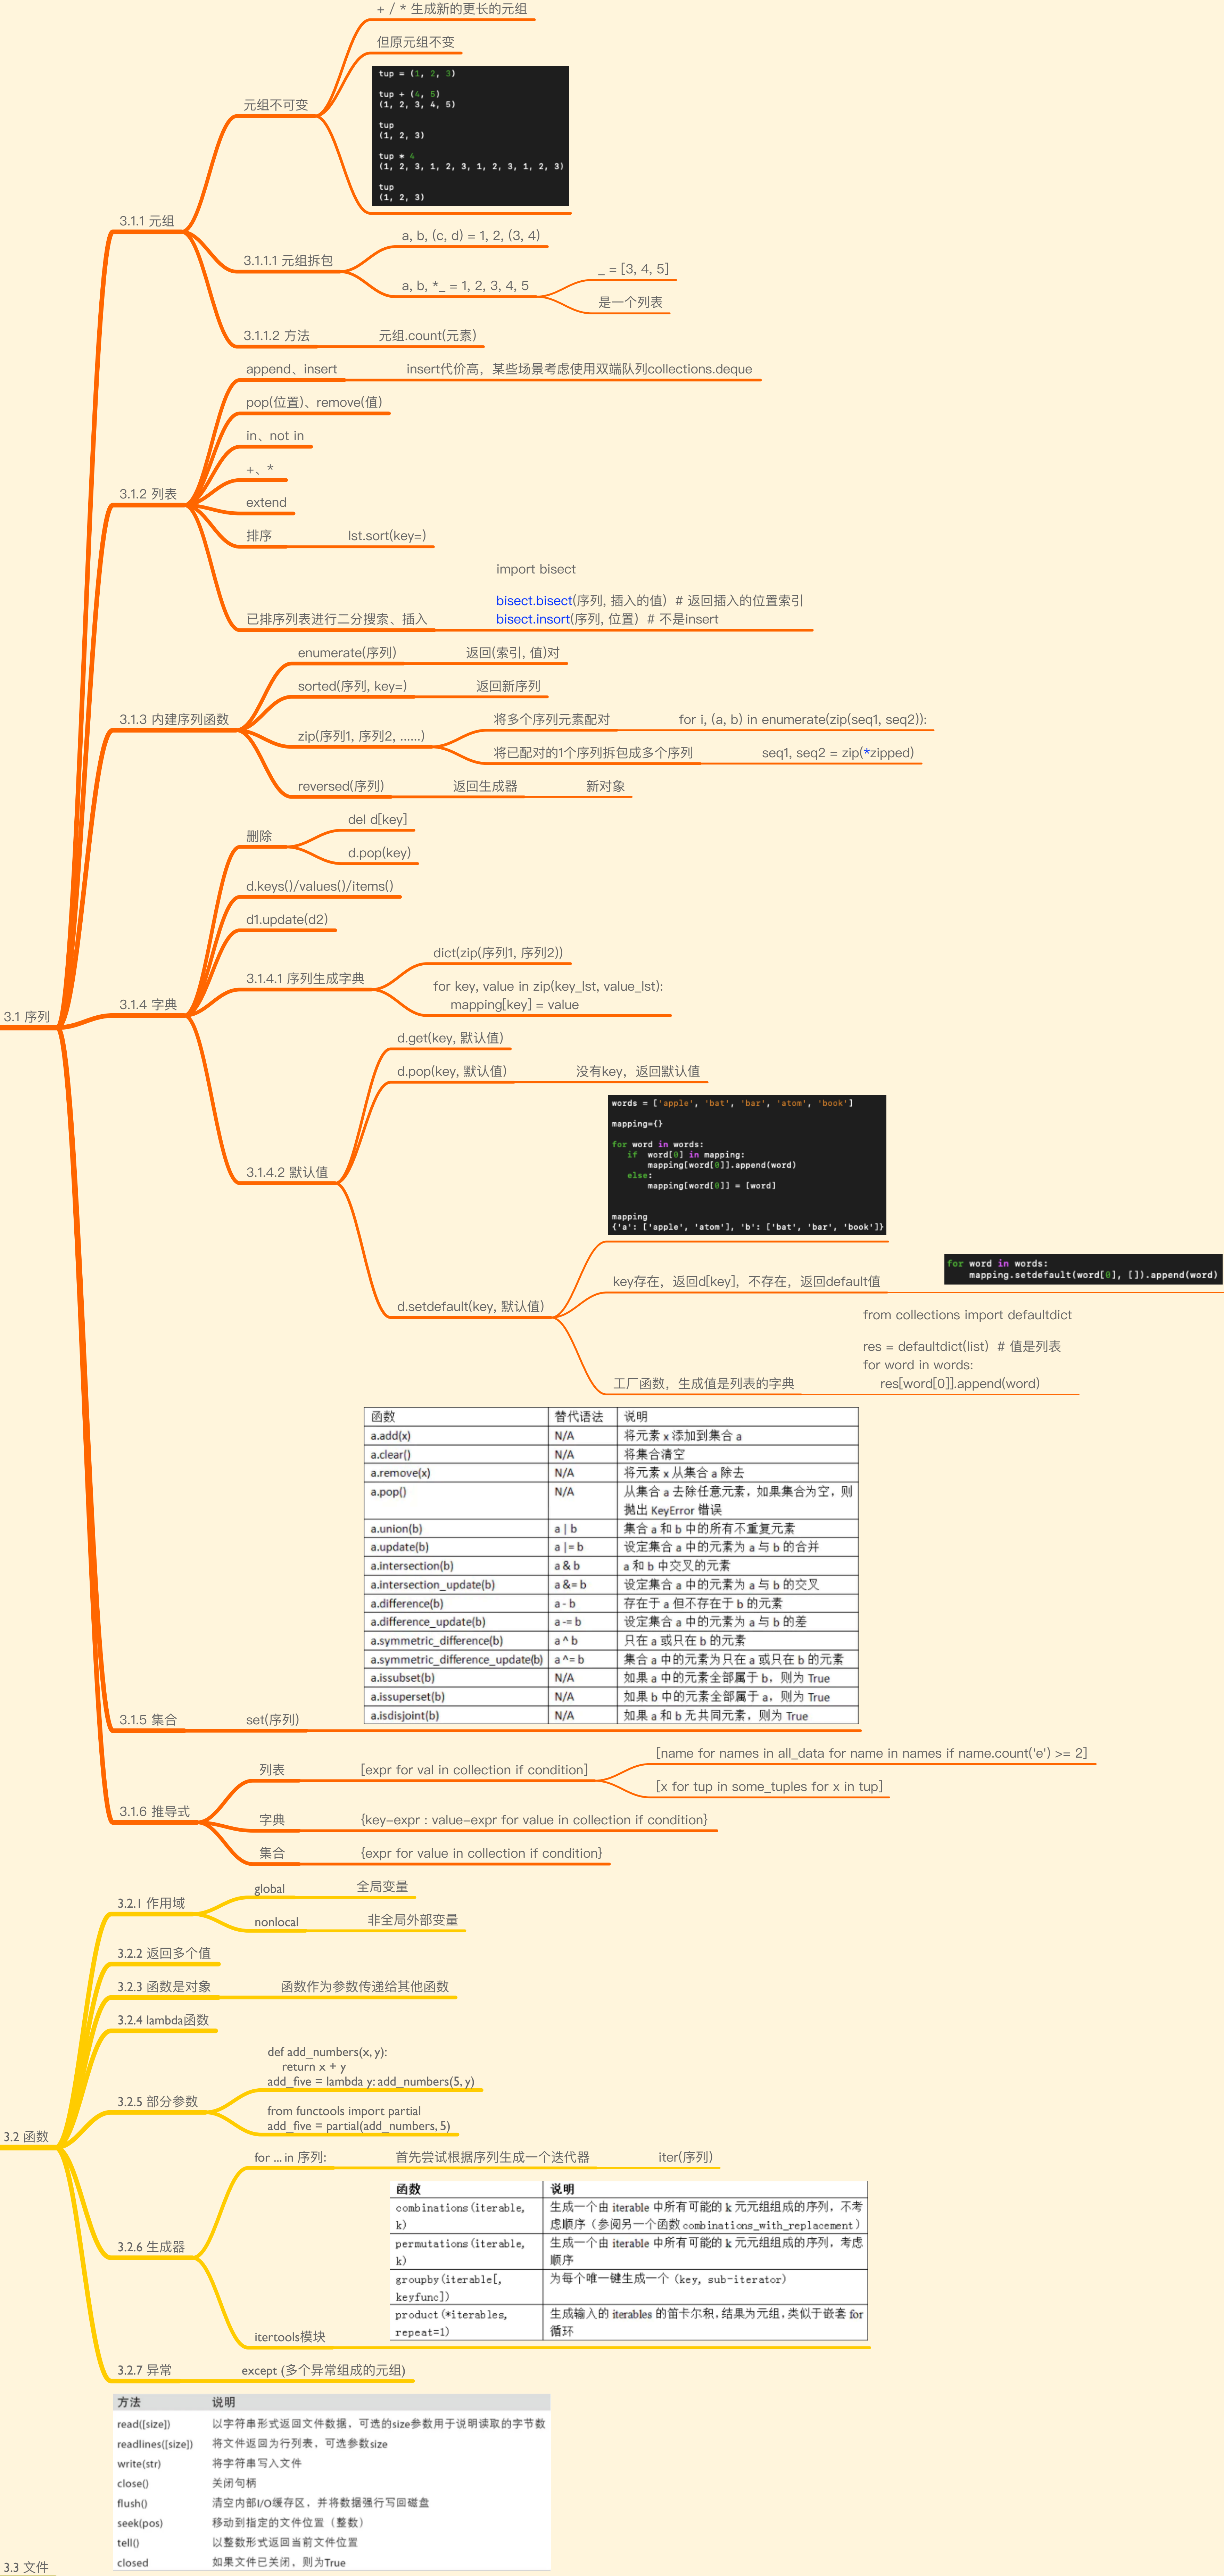 + / * 生成新的更长的元组
但原元组不变
tup = (1, 2, 3)
tup + (4, 5)
(1, 2, 3, 4, 5)
tup
(1, 2, 3)
tup * 4
(1, 2, 3, 1, 2, 3, 1, 2, 3, 1, 2, 3)
tup
(1, 2, 3)
元组不可变
3.1.1 元组
3.1.1.1 元组拆包
a, b, (c, d) = 1, 2, (3, 4)
a, b, *_ = 1, 2, 3, 4, 5
_ = [3, 4, 5]
是一个列表
3.1.1.2 方法
元组.count(元素)
append、insert
insert代价高，某些场景考虑使用双端队列collections.deque
pop(位置)、remove(值)
in、not in
+、*
3.1.2 列表
extend
排序
lst.sort(key=)
import bisect
bisect.bisect(序列, 插入的值) # 返回插入的位置索引
bisect.insort(序列, 位置) # 不是insert
已排序列表进行二分搜索、插入
enumerate(序列)
返回(索引, 值)对
sorted(序列, key=)
返回新序列
3.1.3 内建序列函数
zip(序列1, 序列2, ......)
将多个序列元素配对
for i, (a, b) in enumerate(zip(seq1, seq2)):
将已配对的1个序列拆包成多个序列
seq1, seq2 = zip(*zipped)
reversed(序列)
返回生成器
新对象
删除
del d[key]
d.pop(key)
d.keys()/values()/items()
d1.update(d2)
3.1.4.1 序列生成字典
dict(zip(序列1, 序列2))
for key, value in zip(key_lst, value_lst):
mapping[key] = value
3.1.4 字典
3.1 序列
d.get(key, 默认值)
d.pop(key, 默认值)
没有key，返回默认值
words = ['apple', 'bat', 'bar', 'atom', 'book']
mapping={}
for word in words:
if word[0] in mapping:
mapping[word[0]].append(word)
else:
mapping[word[0]] = [word]
mapping
{'a': ['apple', 'atom'], 'b': ['bat', 'bar', 'book']}
3.1.4.2 默认值
key存在，返回d[key]，不存在，返回default值
for word in words:
mapping.setdefault(word[0], []).append(word)
d.setdefault(key, 默认值)
from collections import defaultdict
res = defaultdict(list) # 值是列表
for word in words:
res[word[0]].append(word)
工厂函数，生成值是列表的字典
函数 替代语法 说明
a.add(x) N/A 将元素 x 添加到集合 a
a.clear() N/A 将集合清空
a.remove(x) N/A 将元素 x 从集合 a 除去
a.pop() N/A 从集合 a 去除任意元素，如果集合为空，则
抛出 KeyError 错误
a.union(b) a | b 集合 a 和 b 中的所有不重复元素
a.update(b) a |= b 设定集合 a 中的元素为 a 与 b 的合并
a.intersection(b) a & b a 和 b 中交叉的元素
a.intersection_update(b) a &= b 设定集合 a 中的元素为 a 与 b 的交叉
a.difference(b) a - b 存在于 a 但不存在于 b 的元素
a.difference_update(b) a -= b 设定集合 a 中的元素为 a 与 b 的差
a.symmetric_difference(b) a ^ b 只在 a 或只在 b 的元素
a.symmetric_difference_update(b) a ^= b 集合 a 中的元素为只在 a 或只在 b 的元素
a.issubset(b) N/A 如果 a 中的元素全部属于 b，则为 True
a.issuperset(b) N/A 如果 b 中的元素全部属于 a，则为 True
a.isdisjoint(b) N/A 如果 a 和 b 无共同元素，则为 True
3.1.5 集合
set(序列)
列表
[expr for val in collection if condition]
[name for names in all_data for name in names if name.count('e') >= 2]
[x for tup in some_tuples for x in tup]
3.1.6 推导式
字典
{key-expr : value-expr for value in collection if condition}
集合
{expr for value in collection if condition}
3.2.1 作用域
global
全局变量
nonlocal
非全局外部变量
3.2.2 返回多个值
3.2.3 函数是对象
函数作为参数传递给其他函数
3.2.4 lambda函数
def add_numbers(x, y):
return x + y
add_five = lambda y: add_numbers(5, y)
3.2.5 部分参数
from functools import partial
add_five = partial(add_numbers, 5)
3.2 函数
for ... in 序列:
首先尝试根据序列生成一个迭代器
iter(序列)
函数 说明
combinations(iterable, 生成一个由 iterable 中所有可能的 k 元元组组成的序列，不考
k) 虑顺序（参阅另一个函数 combinations_with_replacement）
permutations(iterable, 生成一个由 iterable 中所有可能的 k 元元组组成的序列，考虑
k) 顺序
groupby(iterable[, 为每个唯一键生成一个 (key, sub-iterator)
keyfunc])
product(*iterables, 生成输入的 iterables 的笛卡尔积，结果为元组，类似于嵌套 for
repeat=1) 循环
3.2.6 生成器
itertools模块
3.2.7 异常
except (多个异常组成的元组)
方法 说明
read([size]) 以字符串形式返回文件数据，可选的size参数用于说明读取的字节数
readlines([size]) 将文件返回为行列表，可选参数size
write(str) 将字符串写入文件
close() 关闭句柄
flush() 清空内部I/O缓存区，并将数据强行写回磁盘
seek(pos) 移动到指定的文件位置（整数）
tell() 以整数形式返回当前文件位置
closed 如果文件已关闭，则为True
3.3 文件